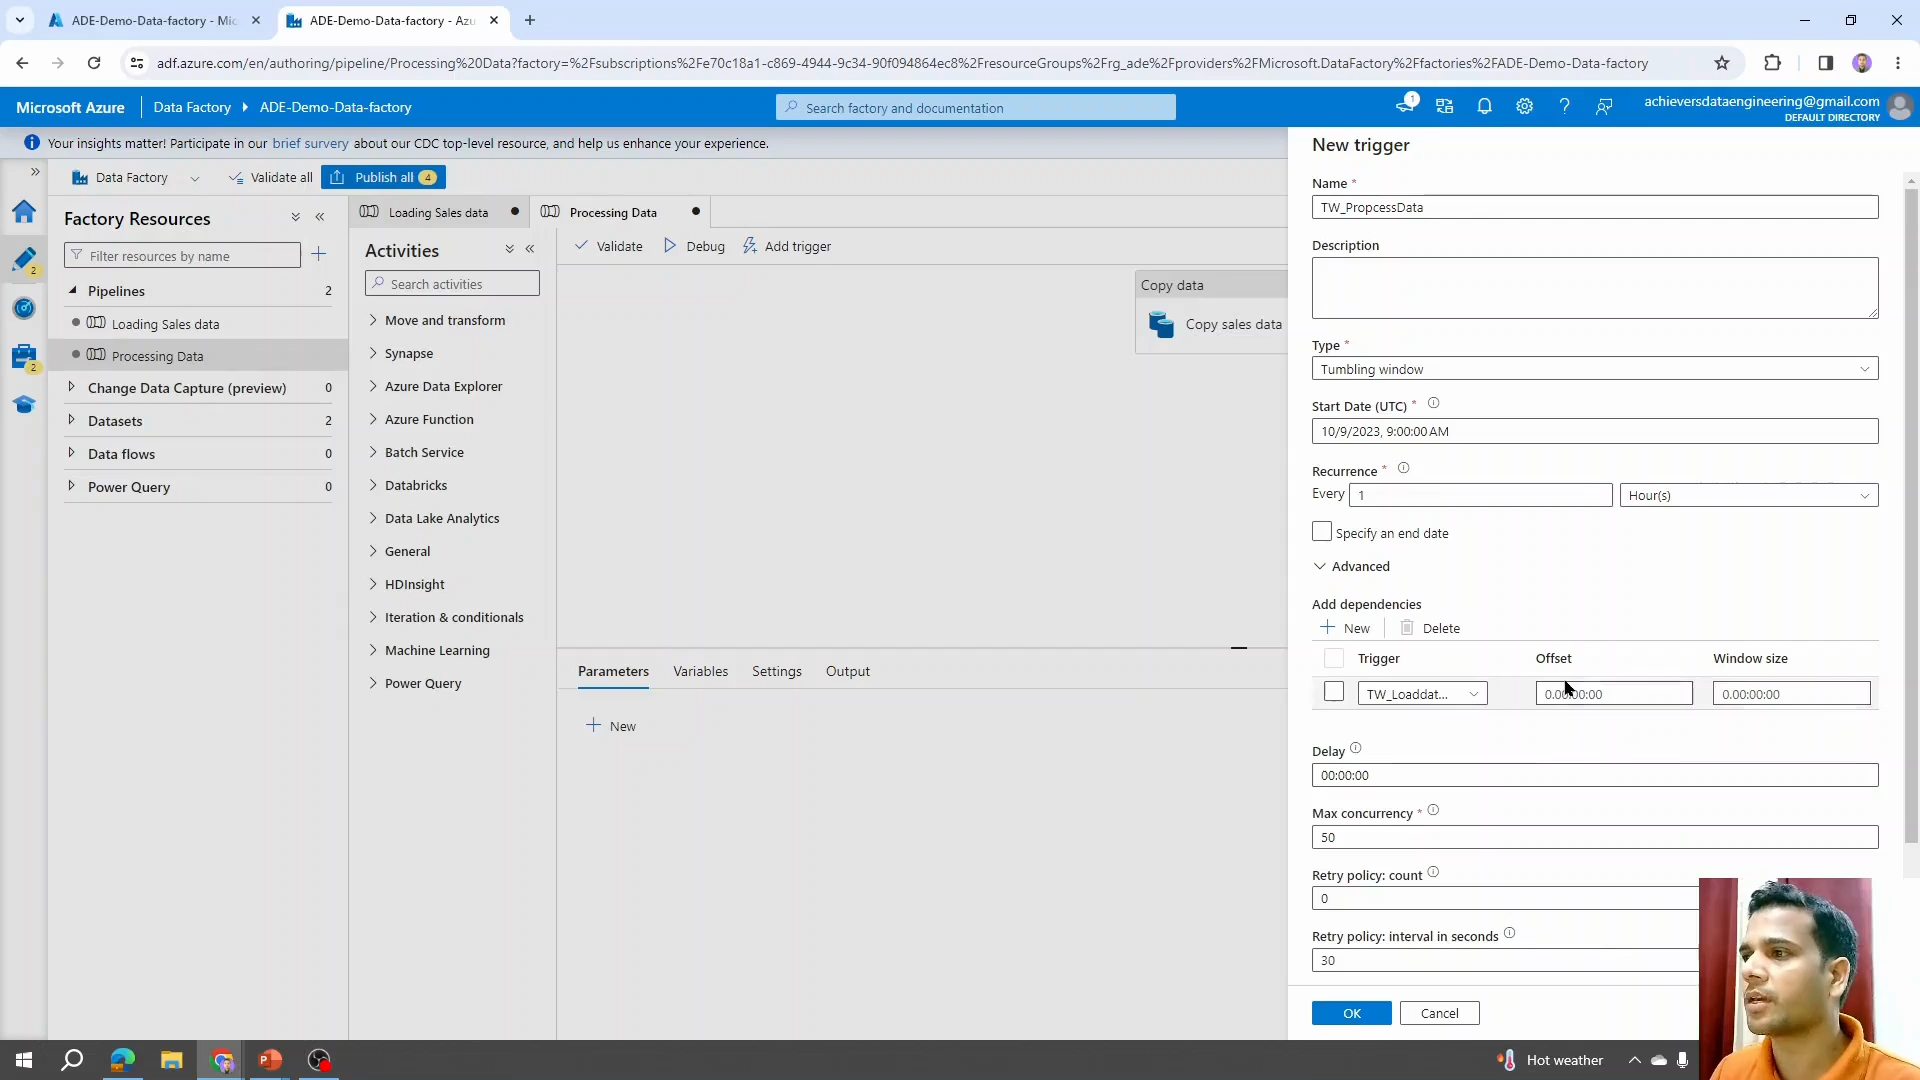 ADE-Demo-Data-factory - Mic
ADE-Demo-Data-factory - Azu
adf.azure.com/en/authoring/pipeline/Processing%20Data?factory=%2Fsubscriptions%2Fe70c18a1-c869-4944-9c34-90f094864ec8%2FresourceGroups%2Frg_ade%2Fproviders%2FMicrosoft.DataFactory%2Ffactories%2FADE-Demo-Data-factory
Microsoft Azure
Data Factory
ADE-Demo-Data-factory
Search factory and documentation
1
achieversdataengineering@gmail.com
DEFAULT DIRECTORY
Your insights matter! Participate in our brief survey about our CDC top-level resource, and help us enhance your experience.
Data Factory
Validate all
Publish all 4
Factory Resources
Filter resources by name
Pipelines 2
Loading Sales data
Processing Data
Change Data Capture (preview) 0
Datasets 2
Data flows 0
Power Query 0
2
2
Loading Sales data
Processing Data
Activities
Search activities
Move and transform
Synapse
Azure Data Explorer
Azure Function
Batch Service
Databricks
Data Lake Analytics
General
HDInsight
Iteration & conditionals
Machine Learning
Power Query
Validate
Debug
Add trigger
Copy data
Copy sales data
Parameters
Variables
Settings
Output
New
New trigger
Name *
TW_PropcessData
Description
Type *
Tumbling window
Start Date (UTC) *
10/9/2023, 9:00:00 AM
Recurrence *
Every 1 Hour(s)
Specify an end date
Advanced
Add dependencies
New
Delete
Trigger Offset Window size
TW_Loaddat... 0.00:00:00 0.00:00:00
Delay
00:00:00
Max concurrency *
50
Retry policy: count
0
Retry policy: interval in seconds
30
OK
Cancel
Hot weather